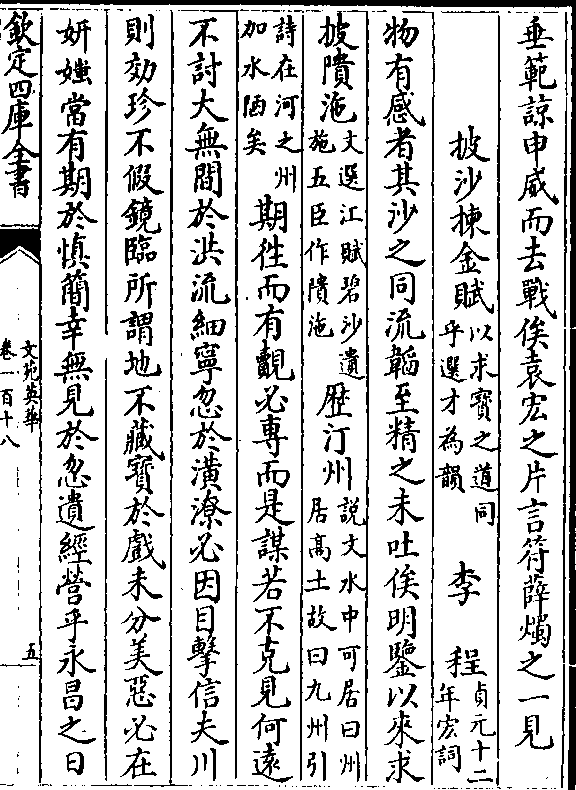 垂範諒申威而去戰俟袁宏之片言符薛燭之一見
披沙揀金賦以求寶之道同乎選才為韻 李程貞元十二年宏詞
物有感者其沙之同流韜至精之未吐俟明鑒以來求
披隤沲文選江賦碧沙遺㳌五臣作隤沲歴汀州說文水中可居曰州居髙土故曰九州引
詩在河之州加水陋矣期徃而有覿必專而是謀若不克見何遠
不討大無間於洪流細寧忽於潢潦必因目擊信夫川
則効珍不假鏡臨所謂地不藏寳於戲未分美惡必在
妍媸當有期於慎簡幸無見於忽遺經營乎永昌之日
欽定四庫全書
文苑英華
卷一百十八
五